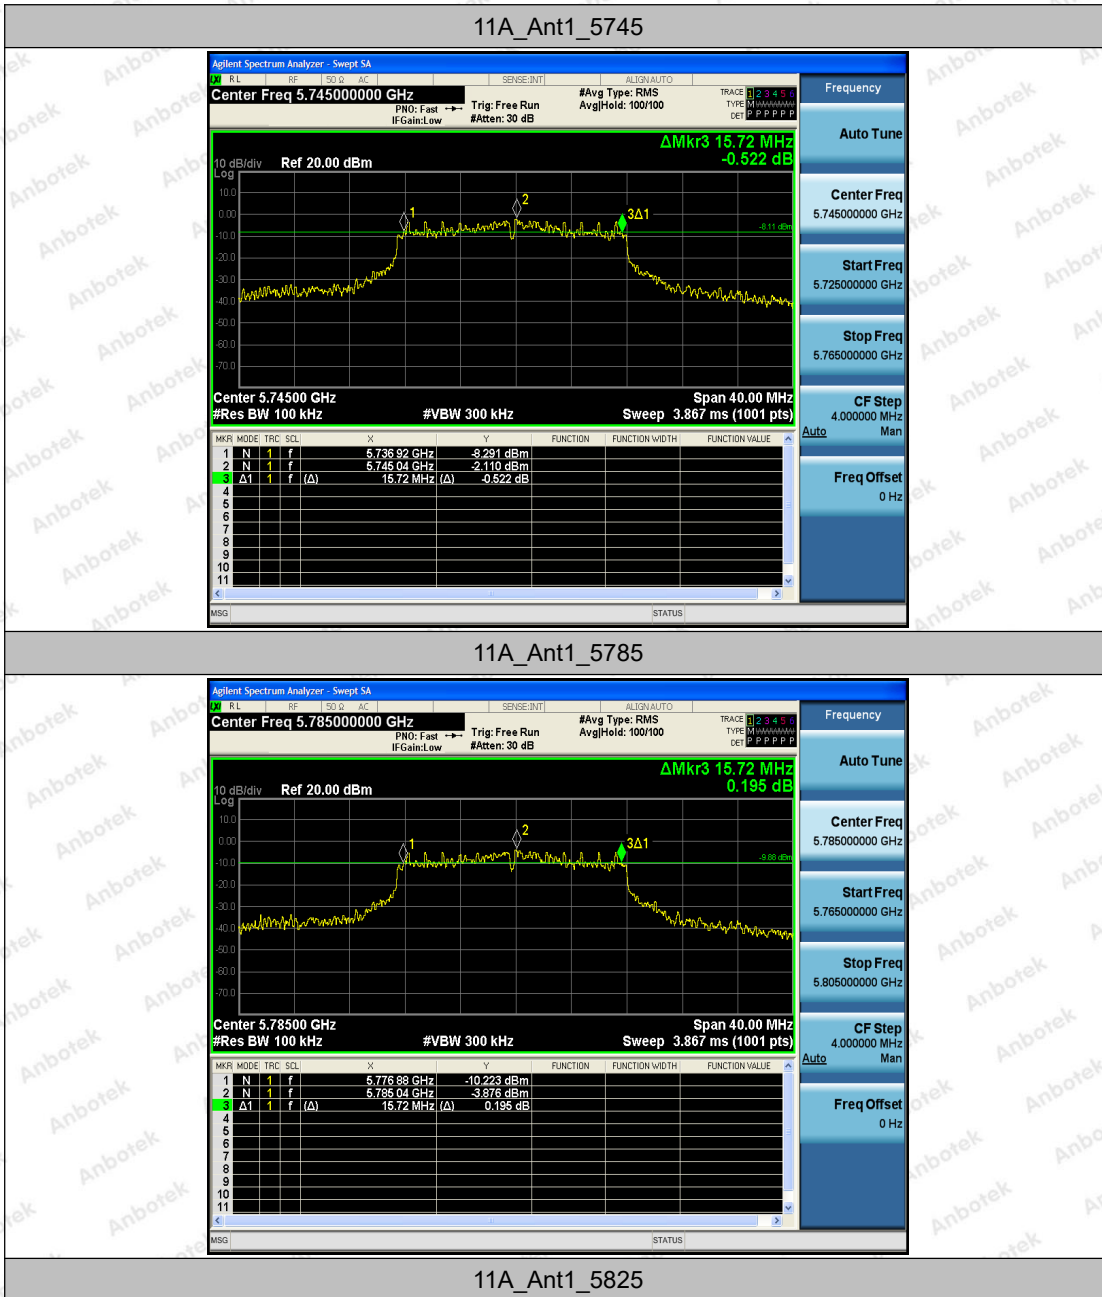 11A_Ant1_5745
Agilent Spectrum Analyzer - Swept SA
RL RF 50 Ω AC SENSE:INT ALIGNAUTO
Center Freq 5.745000000 GHz
PNO: Fast
IFGain:Low
Trig: Free Run
#Atten: 30 dB
#Avg Type: RMS
Avg|Hold: 100/100
TRACE 1 2 3 4 5 6
TYPE M WWWWW
DET P P P P P P
ΔMkr3 15.72 MHz
-0.522 dB
10 dB/div Ref 20.00 dBm
Log
10.0
0.00
-10.0
-20.0
-30.0
-40.0
-50.0
-60.0
-70.0
1
2
3Δ1
-8.11 dBm
Center 5.74500 GHz Span 40.00 MHz
#Res BW 100 kHz #VBW 300 kHz Sweep 3.867 ms (1001 pts)
MKR MODE TRC SCL X Y FUNCTION FUNCTION WIDTH FUNCTION VALUE
1 N 1 f 5.736 92 GHz -8.291 dBm
2 N 1 f 5.745 04 GHz -2.110 dBm
3 Δ1 1 f (Δ) 15.72 MHz (Δ) -0.522 dB
4
5
6
7
8
9
10
11
MSG STATUS
Frequency
Auto Tune
Center Freq
5.745000000 GHz
Start Freq
5.725000000 GHz
Stop Freq
5.765000000 GHz
CF Step
4.000000 MHz
Auto Man
Freq Offset
0 Hz
11A_Ant1_5785
Agilent Spectrum Analyzer - Swept SA
RL RF 50 Ω AC SENSE:INT ALIGNAUTO
Center Freq 5.785000000 GHz
PNO: Fast
IFGain:Low
Trig: Free Run
#Atten: 30 dB
#Avg Type: RMS
Avg|Hold: 100/100
TRACE 1 2 3 4 5 6
TYPE M WWWWW
DET P P P P P P
ΔMkr3 15.72 MHz
0.195 dB
10 dB/div Ref 20.00 dBm
Log
10.0
0.00
-10.0
-20.0
-30.0
-40.0
-50.0
-60.0
-70.0
1
2
3Δ1
-9.88 dBm
Center 5.78500 GHz Span 40.00 MHz
#Res BW 100 kHz #VBW 300 kHz Sweep 3.867 ms (1001 pts)
MKR MODE TRC SCL X Y FUNCTION FUNCTION WIDTH FUNCTION VALUE
1 N 1 f 5.776 88 GHz -10.223 dBm
2 N 1 f 5.785 04 GHz -3.876 dBm
3 Δ1 1 f (Δ) 15.72 MHz (Δ) 0.195 dB
4
5
6
7
8
9
10
11
MSG STATUS
Frequency
Auto Tune
Center Freq
5.785000000 GHz
Start Freq
5.765000000 GHz
Stop Freq
5.805000000 GHz
CF Step
4.000000 MHz
Auto Man
Freq Offset
0 Hz
11A_Ant1_5825